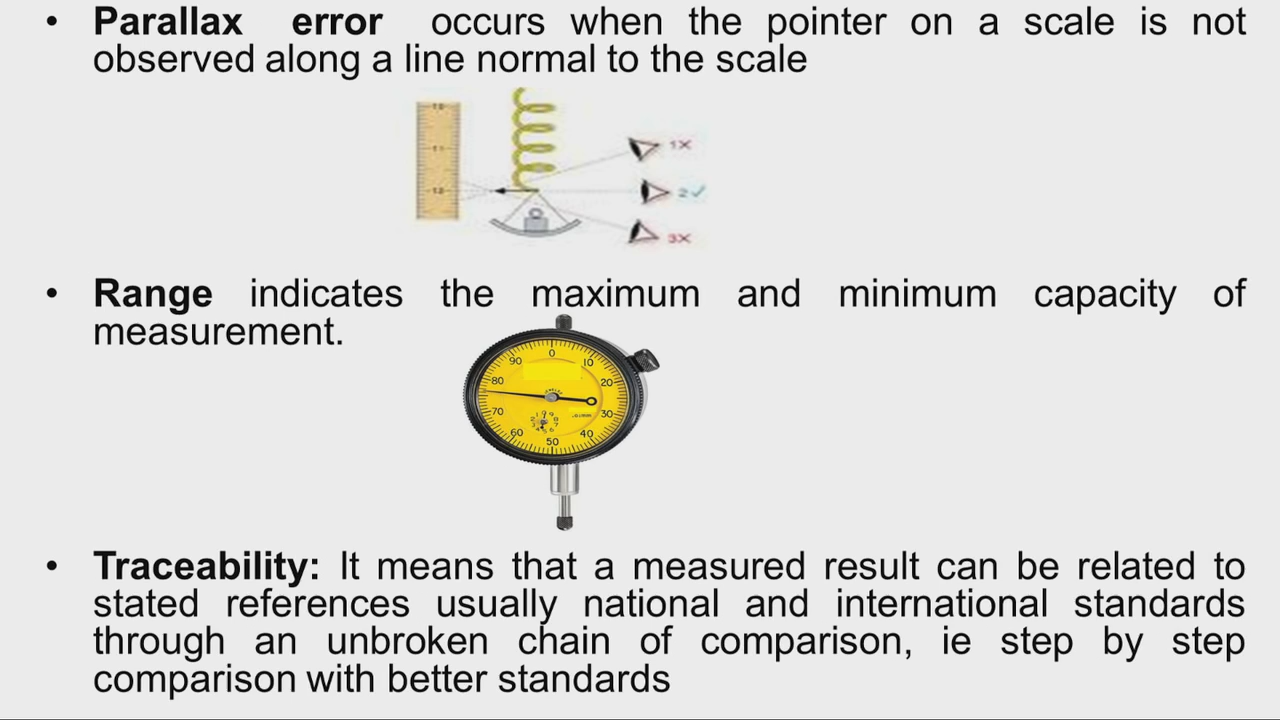 • Parallax error occurs when the pointer on a scale is not
observed along a line normal to the scale
1X
2✓
3X
• Range indicates the maximum and minimum capacity of
measurement.
0
90 10
80 20
70 30
60 40
50
• Traceability: It means that a measured result can be related to
stated references usually national and international standards
through an unbroken chain of comparison, ie step by step
comparison with better standards